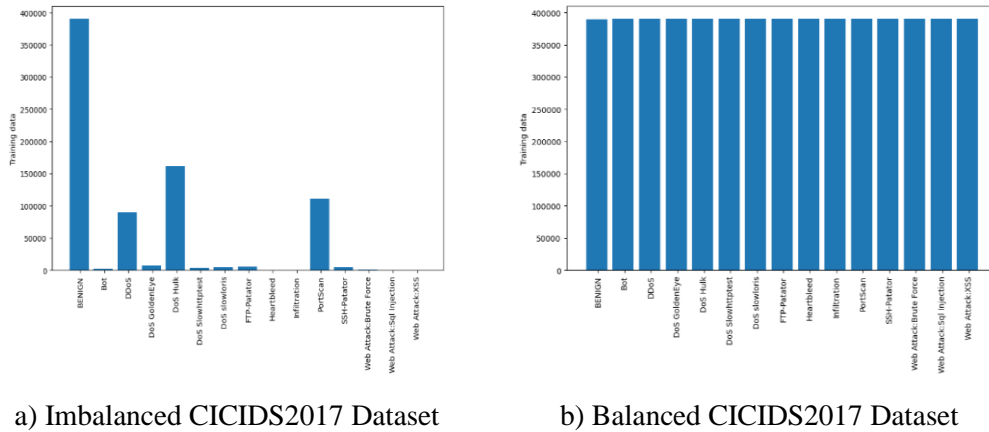 400000
350000
300000
250000
200000
150000
100000
50000
0
Training data
BENIGN
Bot
DDoS
DoS GoldenEye
DoS Hulk
DoS Slowhttptest
DoS slowloris
FTP-Patator
Heartbleed
Infiltration
PortScan
SSH-Patator
Web Attack:Brute Force
Web Attack:Sql Injection
Web Attack:XSS
a) Imbalanced CICIDS2017 Dataset
400000
350000
300000
250000
200000
150000
100000
50000
0
Training data
BENIGN
Bot
DDoS
DoS GoldenEye
DoS Hulk
DoS Slowhttptest
DoS slowloris
FTP-Patator
Heartbleed
Infiltration
PortScan
SSH-Patator
Web Attack:Brute Force
Web Attack:Sql Injection
Web Attack:XSS
b) Balanced CICIDS2017 Dataset